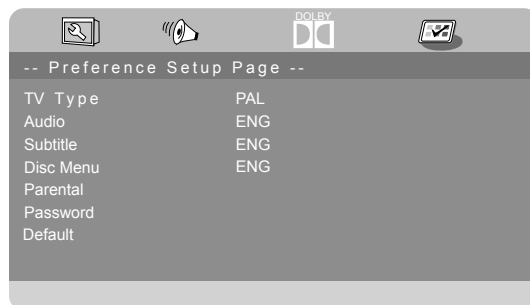 DOLBY
-- Preference Setup Page --
TV Type PAL
Audio ENG
Subtitle ENG
Disc Menu ENG
Parental
Password
Default